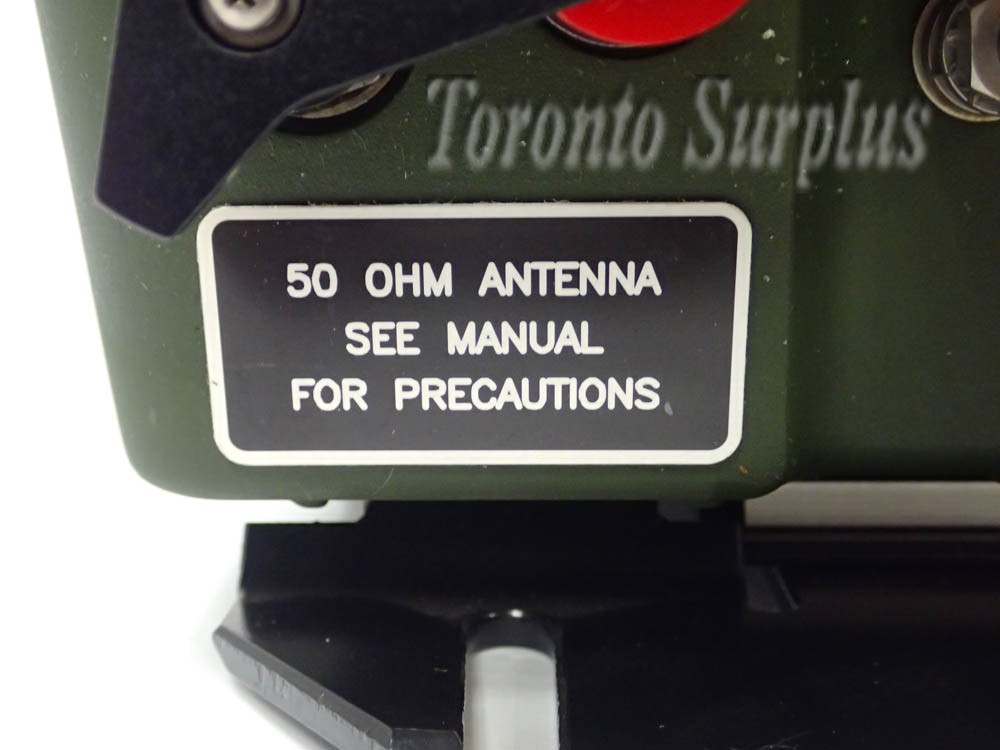 Toronto Surplus
50 OHM ANTENNA
SEE MANUAL
FOR PRECAUTIONS